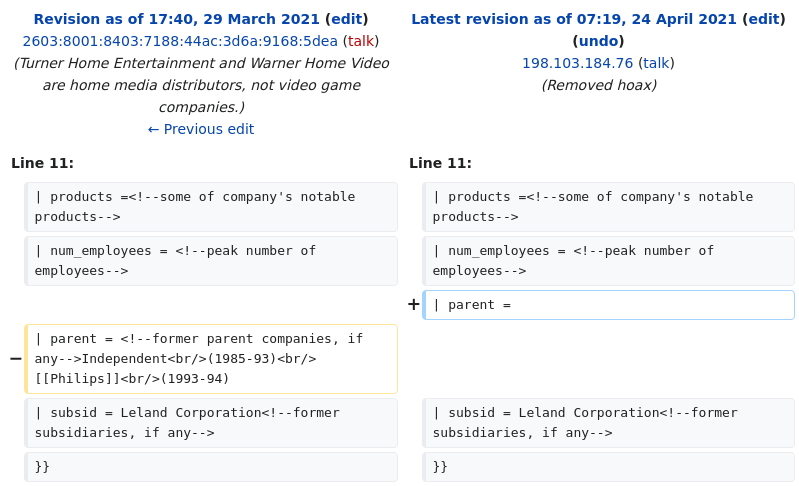 Revision as of 17:40, 29 March 2021 (edit)
2603:8001:8403:7188:44ac:3d6a:9168:5dea (talk)
(Turner Home Entertainment and Warner Home Video
are home media distributors, not video game
companies.)
← Previous edit
Latest revision as of 07:19, 24 April 2021 (edit)
(undo)
198.103.184.76 (talk)
(Removed hoax)
Line 11:
Line 11:
| products =<!--some of company's notable
products-->
| products =<!--some of company's notable
products-->
| num_employees = <!--peak number of
employees-->
| num_employees = <!--peak number of
employees-->
+ | parent =
− | parent = <!--former parent companies, if
any-->Independent<br/>(1985-93)<br/>
[[Philips]]<br/>(1993-94)
| subsid = Leland Corporation<!--former
subsidiaries, if any-->
| subsid = Leland Corporation<!--former
subsidiaries, if any-->
}}
}}